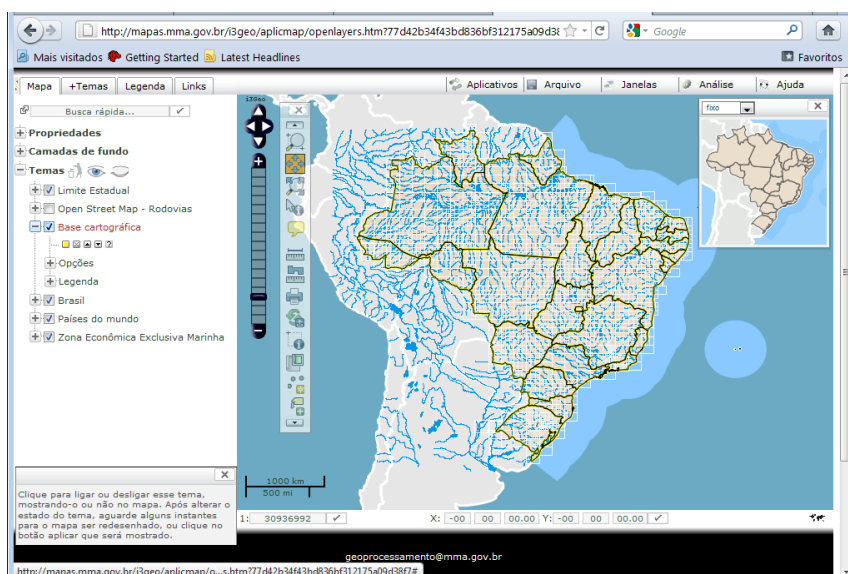 http://mapas.mma.gov.br/i3geo/aplicmap/openlayers.htm?77d42b34f43bd836bf312175a09d38
Google
Mais visitados Getting Started Latest Headlines Favoritos
Mapa +Temas Legenda Links
Aplicativos Arquivo Janelas Análise Ajuda
i3Geo
fixo
Busca rápida...
Propriedades
Camadas de fundo
Temas
Limite Estadual
Open Street Map - Rodovias
Base cartográfica
Opções
Legenda
Brasil
Países do mundo
Zona Econômica Exclusiva Marinha
1000 km
500 mi
Clique para ligar ou desligar esse tema,
mostrando-o ou não no mapa. Após alterar o
estado do tema, aguarde alguns instantes
para o mapa ser redesenhado, ou clique no
botão aplicar que será mostrado.
1: 30936992 X: -00 00 00.00 Y: -00 00 00.00
geoprocessamento@mma.gov.br
http://mapas.mma.gov.br/i3geo/aplicmap/o...s.htm?77d42b34f43bd836bf312175a09d38f7#